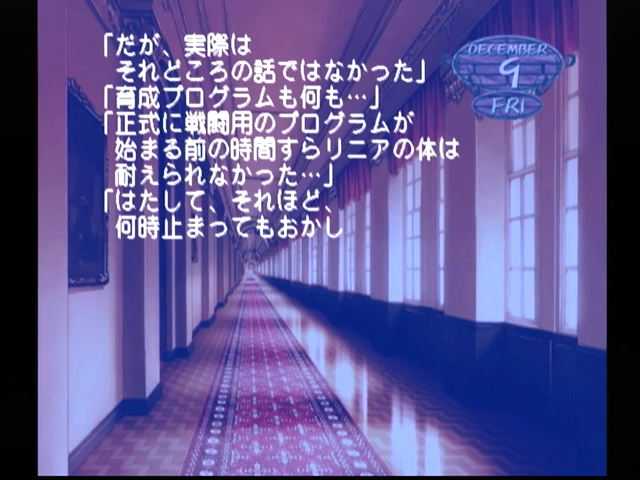 「だが、実際は
それどころの話ではなかった」
「育成プログラムも何も…」
「正式に戦闘用のプログラムが
始まる前の時間すらリニアの体は
耐えられなかった…」
「はたして、それほど、
何時止まってもおかし
DECEMBER
9
FRI